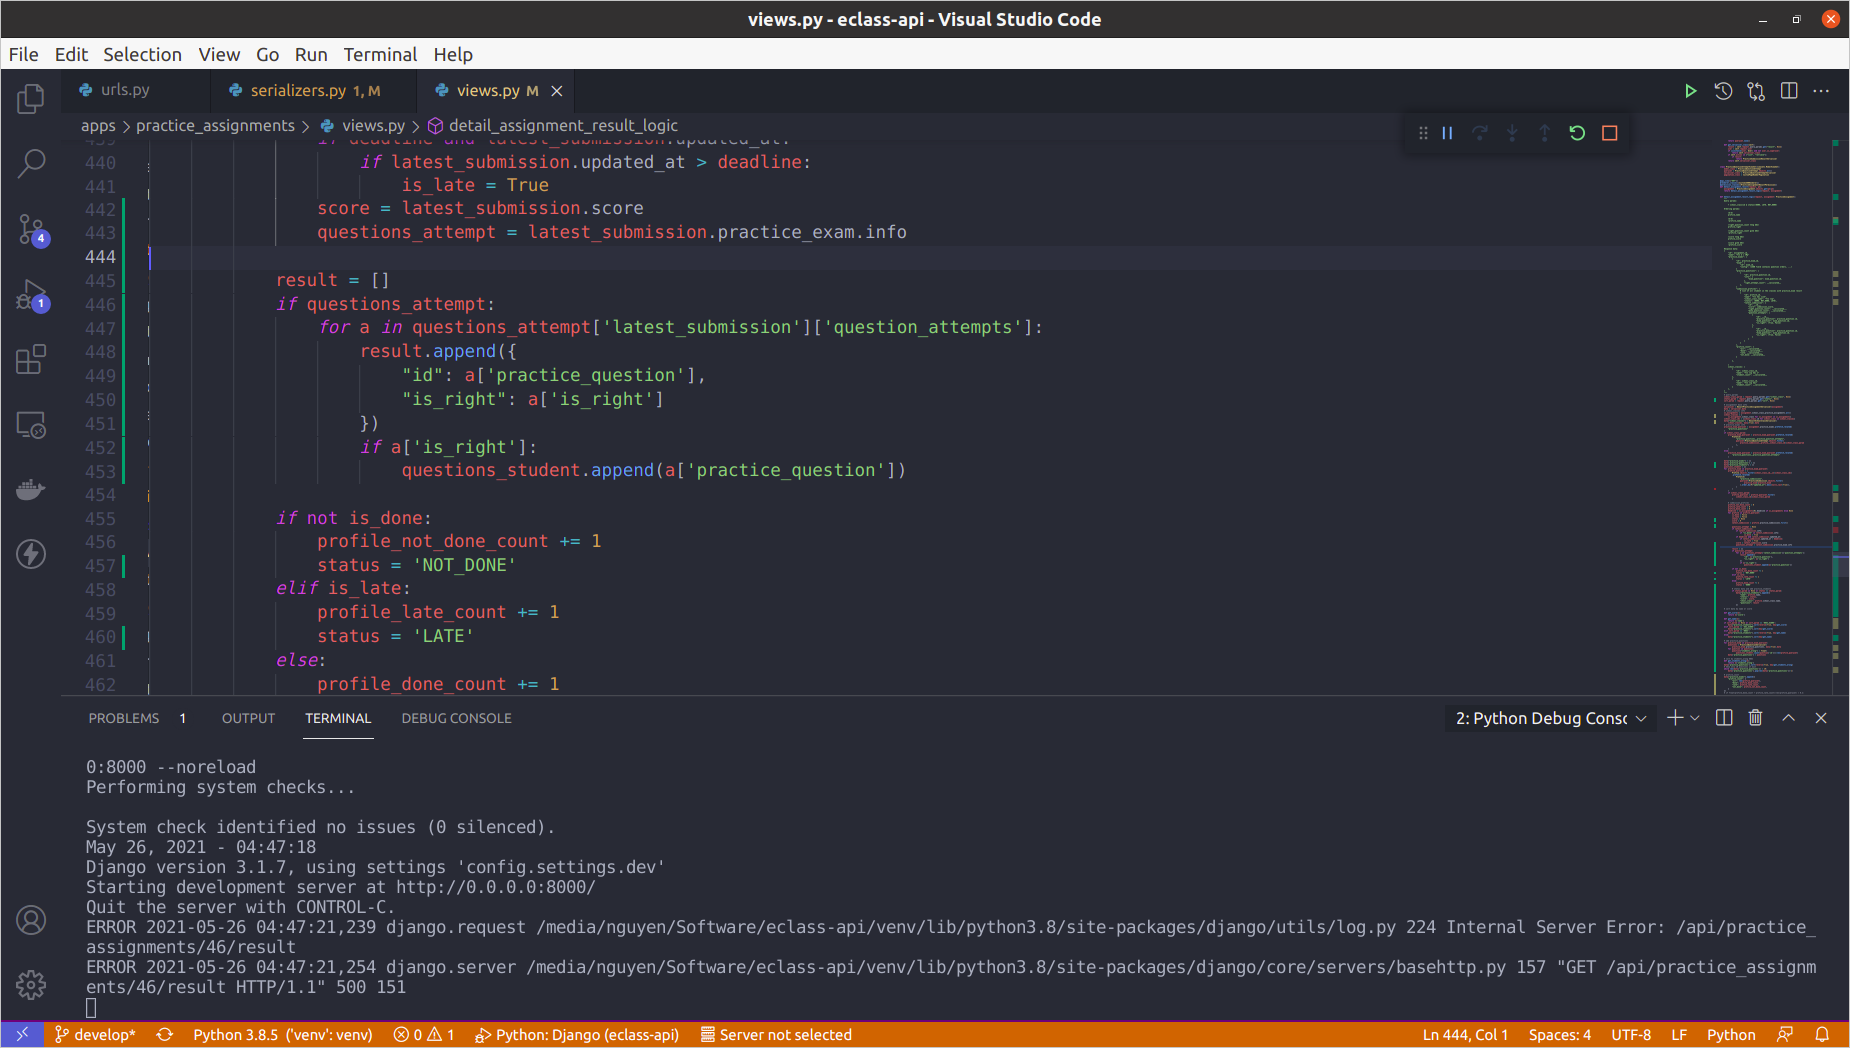 views.py - eclass-api - Visual Studio Code
File Edit Selection View Go Run Terminal Help
urls.py serializers.py 1, M views.py M
apps > practice_assignments > views.py > detail_assignment_result_logic
439 if deadline and latest_submission.updated_at:
440 if latest_submission.updated_at > deadline:
441 is_late = True
442 score = latest_submission.score
443 questions_attempt = latest_submission.practice_exam.info
444
445 result = []
446 if questions_attempt:
447 for a in questions_attempt['latest_submission']['question_attempts']:
448 result.append({
449 "id": a['practice_question'],
450 "is_right": a['is_right']
451 })
452 if a['is_right']:
453 questions_student.append(a['practice_question'])
454
455 if not is_done:
456 profile_not_done_count += 1
457 status = 'NOT_DONE'
458 elif is_late:
459 profile_late_count += 1
460 status = 'LATE'
461 else:
462 profile_done_count += 1
4
1
PROBLEMS 1 OUTPUT TERMINAL DEBUG CONSOLE 2: Python Debug Consc
0:8000 --noreload
Performing system checks...
System check identified no issues (0 silenced).
May 26, 2021 - 04:47:18
Django version 3.1.7, using settings 'config.settings.dev'
Starting development server at http://0.0.0.0:8000/
Quit the server with CONTROL-C.
ERROR 2021-05-26 04:47:21,239 django.request /media/nguyen/Software/eclass-api/venv/lib/python3.8/site-packages/django/utils/log.py 224 Internal Server Error: /api/practice_
assignments/46/result
ERROR 2021-05-26 04:47:21,254 django.server /media/nguyen/Software/eclass-api/venv/lib/python3.8/site-packages/django/core/servers/basehttp.py 157 "GET /api/practice_assignm
ents/46/result HTTP/1.1" 500 151
develop* Python 3.8.5 ('venv': venv) 0 1 Python: Django (eclass-api) Server not selected Ln 444, Col 1 Spaces: 4 UTF-8 LF Python